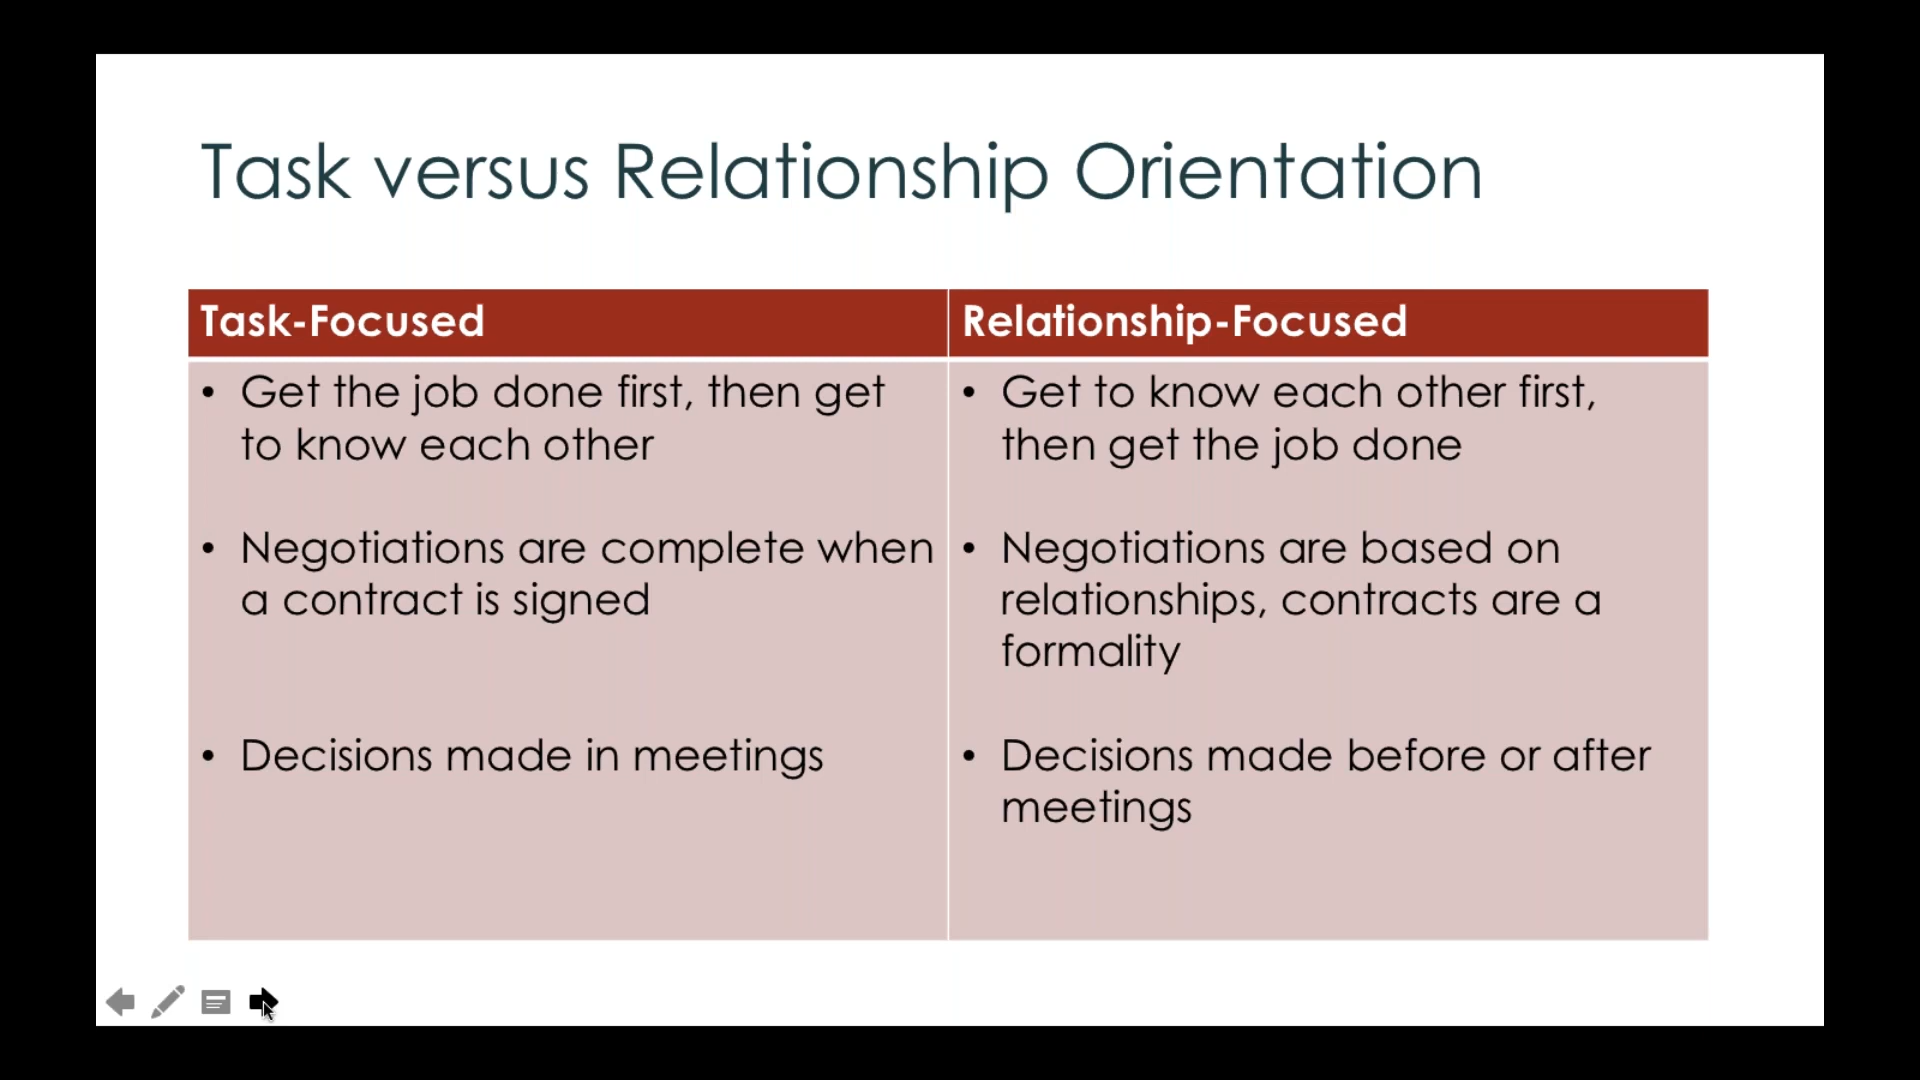 Task versus Relationship Orientation
Task-Focused
• Get the job done first, then get
to know each other
• Negotiations are complete when
a contract is signed
• Decisions made in meetings
Relationship-Focused
• Get to know each other first,
then get the job done
• Negotiations are based on
relationships, contracts are a
formality
• Decisions made before or after
meetings